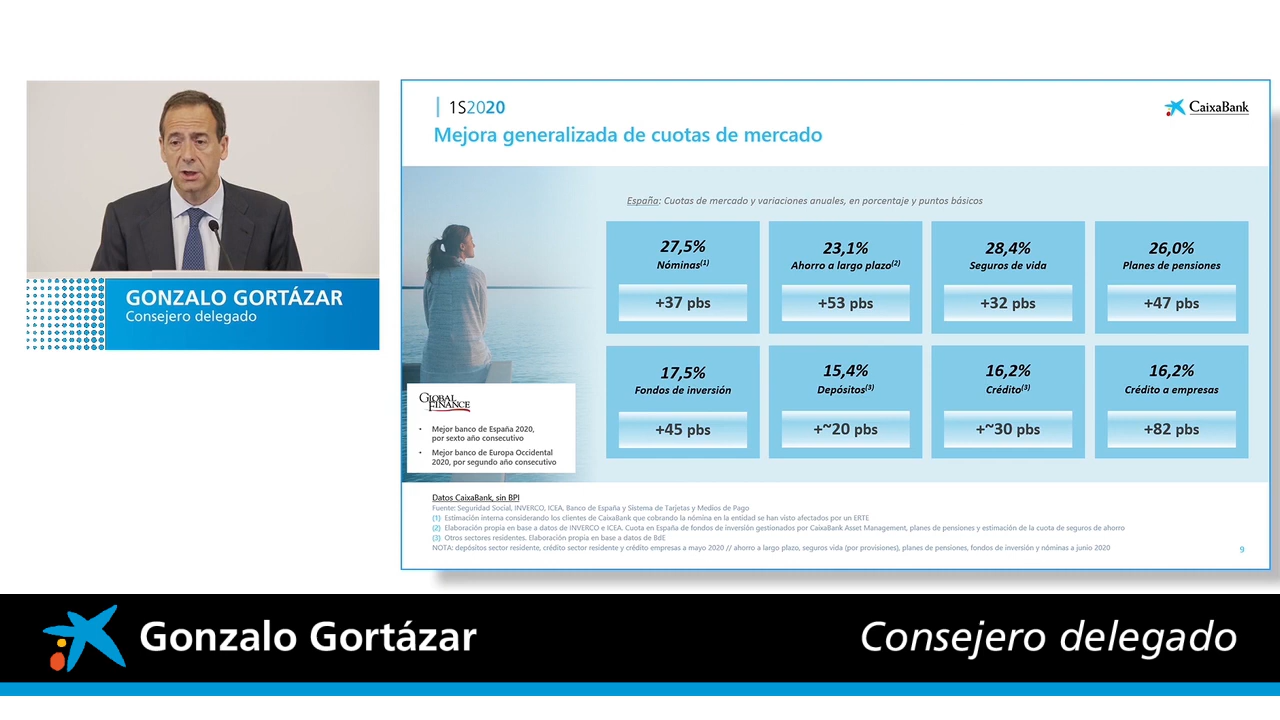 GONZALO GORTÁZAR
Consejero delegado
1S2020
CaixaBank
Mejora generalizada de cuotas de mercado
España: Cuotas de mercado y variaciones anuales, en porcentaje y puntos básicos
27,5%
Nóminas(1)
+37 pbs
23,1%
Ahorro a largo plazo(2)
+53 pbs
28,4%
Seguros de vida
+32 pbs
26,0%
Planes de pensiones
+47 pbs
17,5%
Fondos de inversión
+45 pbs
15,4%
Depósitos(3)
+~20 pbs
16,2%
Crédito(3)
+~30 pbs
16,2%
Crédito a empresas
+82 pbs
GLOBAL
FINANCE
• Mejor banco de España 2020,
por sexto año consecutivo
• Mejor banco de Europa Occidental
2020, por segundo año consecutivo
Datos CaixaBank, sin BPI
Fuente: Seguridad Social, INVERCO, ICEA, Banco de España y Sistema de Tarjetas y Medios de Pago
(1) Estimación interna considerando los clientes de CaixaBank que cobrando la nómina en la entidad se han visto afectados por un ERTE
(2) Elaboración propia en base a datos de INVERCO e ICEA. Cuota en España de fondos de inversión gestionados por CaixaBank Asset Management, planes de pensiones y estimación de la cuota de seguros de ahorro
(3) Otros sectores residentes. Elaboración propia en base a datos de BdE
NOTA: depósitos sector residente, crédito sector residente y crédito empresas a mayo 2020 // ahorro a largo plazo, seguros vida (por provisiones), planes de pensiones, fondos de inversión y nóminas a junio 2020
9
Gonzalo Gortázar
Consejero delegado